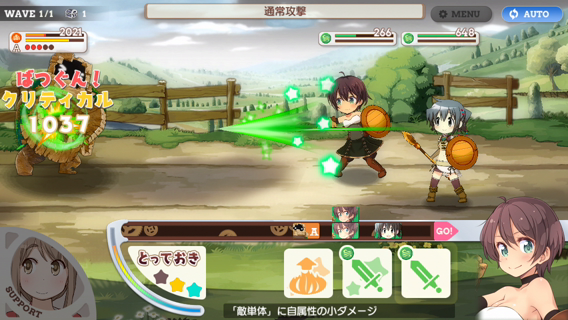 WAVE 1/1
1
通常攻撃
MENU
AUTO
A
266
648
ばつぐん!
クリティカル
1037
A
GO!
とっておき
SUPPORT
「敵単体」に自属性の小ダメージ